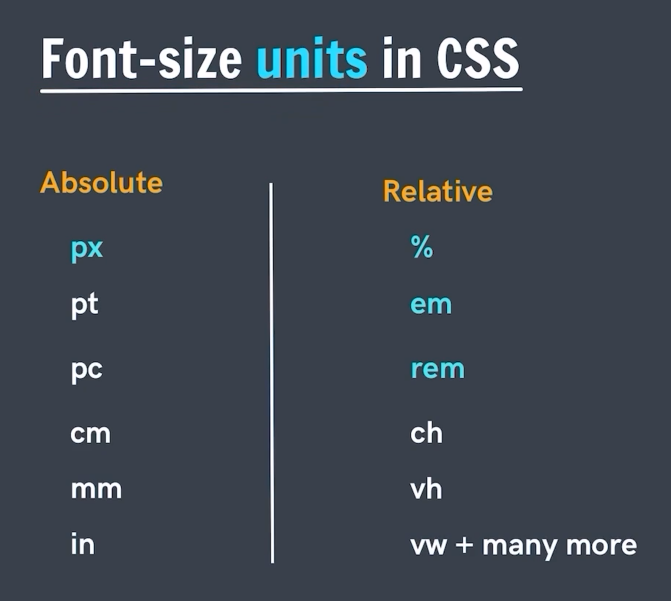 Font-size units in CSS
Absolute
px
pt
pc
cm
mm
in
Relative
%
em
rem
ch
vh
vw + many more